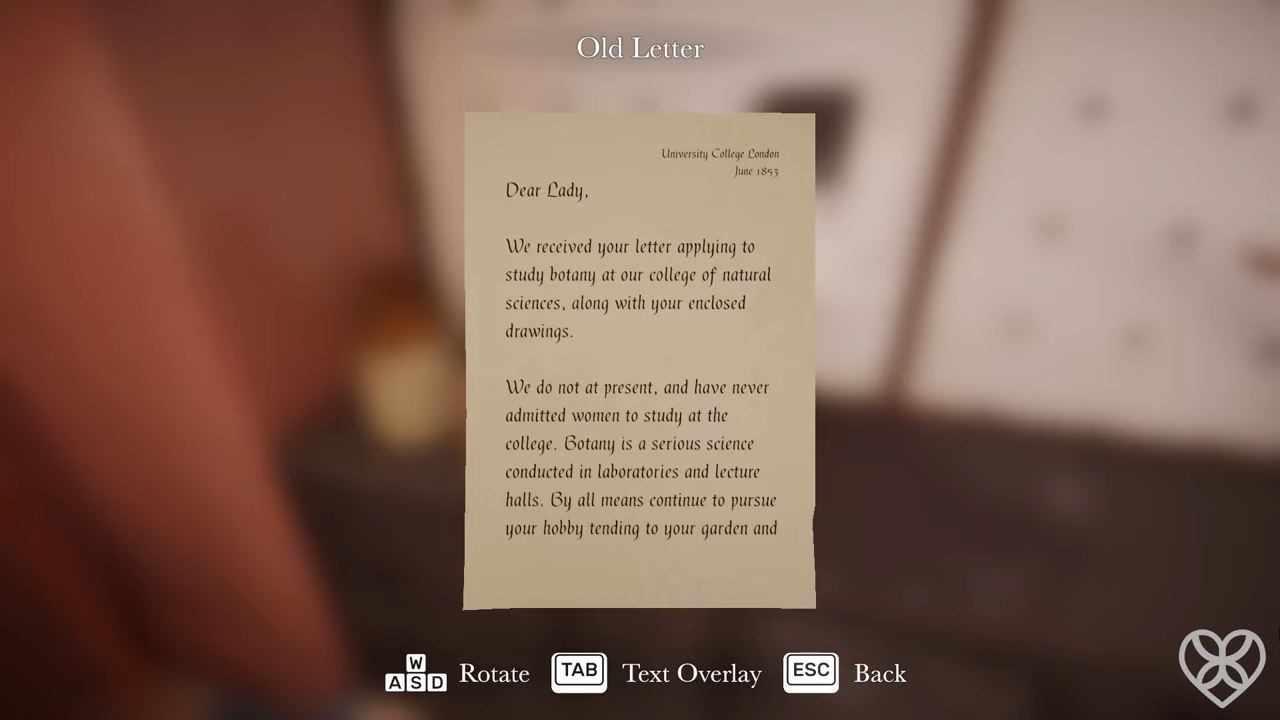 Old Letter
University College London
June 1853
Dear Lady,
We received your letter applying to
study botany at our college of natural
sciences, along with your enclosed
drawings.
We do not at present, and have never
admitted women to study at the
college. Botany is a serious science
conducted in laboratories and lecture
halls. By all means continue to pursue
your hobby tending to your garden and
W
A S D Rotate TAB Text Overlay ESC Back